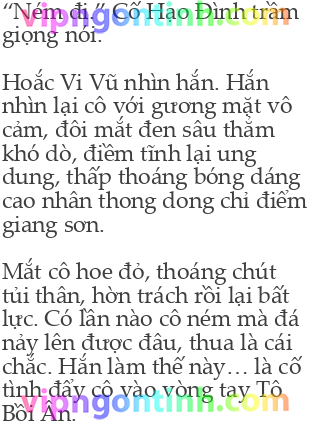 “Ném đi.” Cố Hạo Đình trầm
vipngontinh.com
giọng nói.
Hoắc Vi Vũ nhìn hắn. Hắn
nhìn lại cô với gương mặt vô
cảm, đôi mắt đen sâu thẳm
khó dò, điềm tĩnh lại ung
dung, thấp thoáng bóng dáng
cao nhân thong dong chỉ điểm
giang sơn.
Mắt cô hoe đỏ, thoáng chút
tủi thân, hờn trách rồi lại bất
lực. Có lần nào cô ném mà đá
nảy lên được đâu, thua là cái
chắc. Hắn làm thế này... là cố
tình đẩy cô vào vòng tay Tô
vipngontinh.com
Bồi Ân.